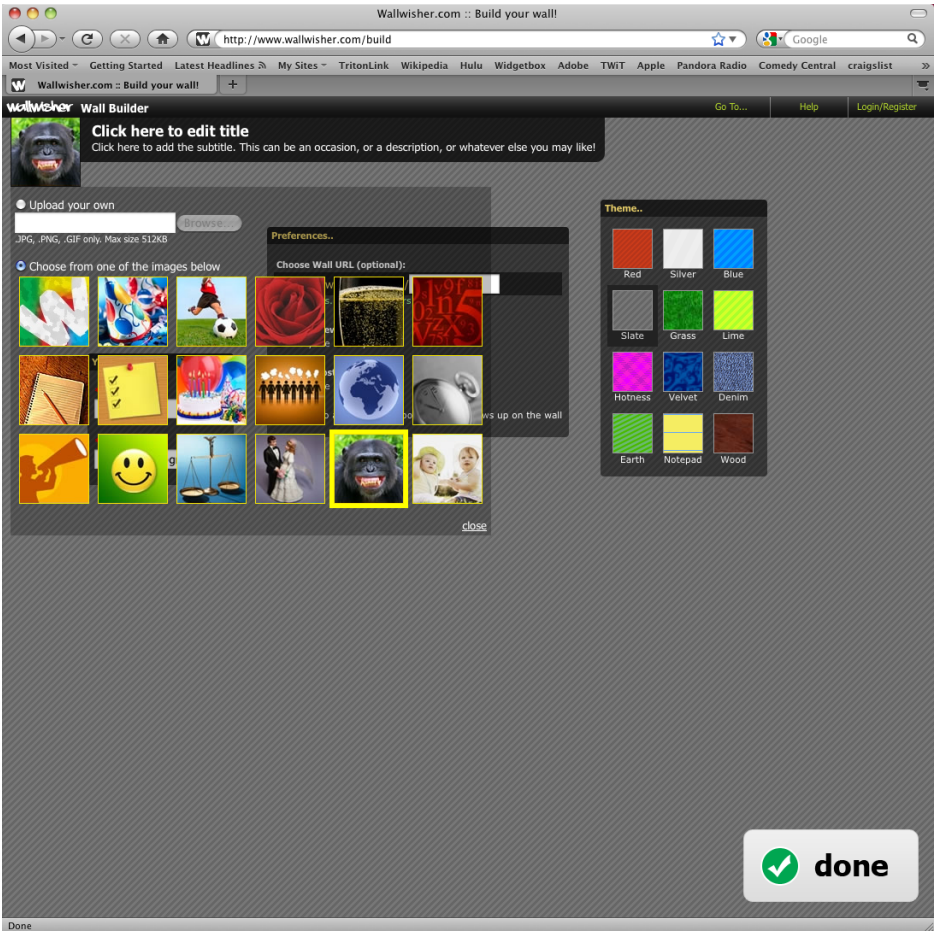 Wallwisher.com :: Build your wall!
http://www.wallwisher.com/build
Google
Most Visited Getting Started Latest Headlines My Sites TritonLink Wikipedia Hulu Widgetbox Adobe TWiT Apple Pandora Radio Comedy Central craigslist »
W Wallwisher.com :: Build your wall! +
wallwisher Wall Builder Go To... Help Login/Register
Click here to edit title
Click here to add the subtitle. This can be an occasion, or a description, or whatever else you may like!
Upload your own
Browse...
.JPG, .PNG, .GIF only. Max size 512KB
Choose from one of the images below
Preferences..
Choose Wall URL (optional):
ws up on the wall
close
Theme..
Red Silver Blue
Slate Grass Lime
Hotness Velvet Denim
Earth Notepad Wood
done
Done